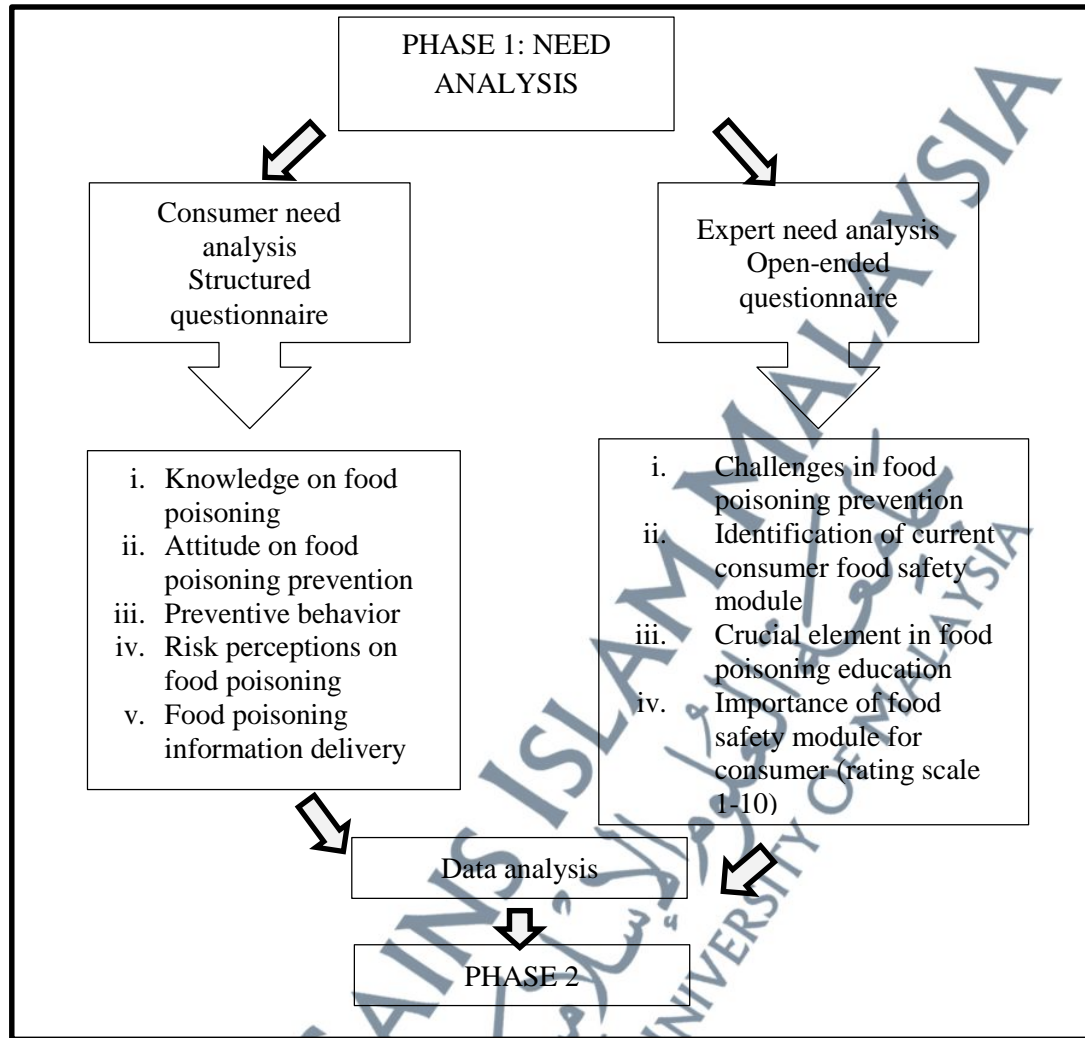 PHASE 1: NEED
ANALYSIS
Consumer need
analysis
Structured
questionnaire
Expert need analysis
Open-ended
questionnaire
i. Knowledge on food
poisoning
ii. Attitude on food
poisoning prevention
iii. Preventive behavior
iv. Risk perceptions on
food poisoning
v. Food poisoning
information delivery
i. Challenges in food
poisoning prevention
ii. Identification of current
consumer food safety
module
iii. Crucial element in food
poisoning education
iv. Importance of food
safety module for
consumer (rating scale
1-10)
Data analysis
PHASE 2
SAINS ISLAM MALAYSIA
UNIVERSITY OF MALAYSIA